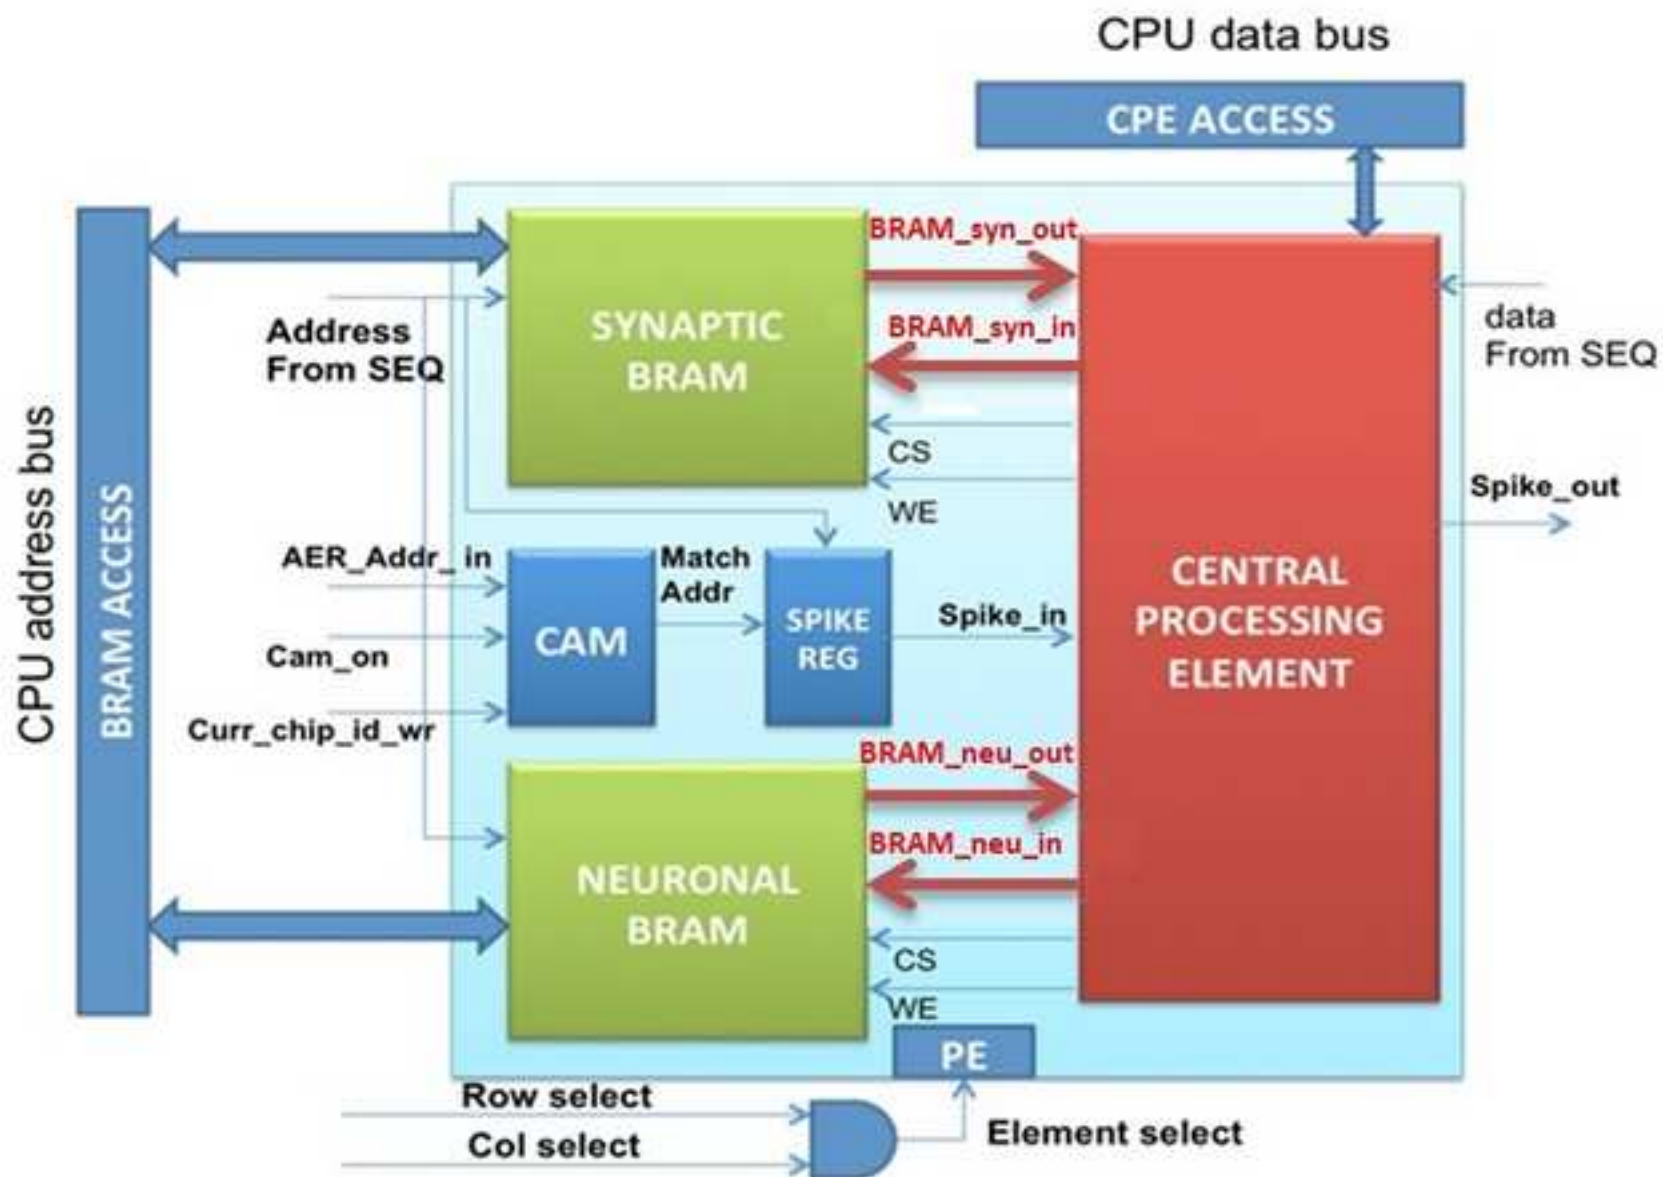 CPU data bus
CPE ACCESS
CPU address bus
BRAM ACCESS
SYNAPTIC
BRAM
BRAM_syn_out
BRAM_syn_in
CS
WE
Address
From SEQ
data
From SEQ
Spike_out
AER_Addr_ in
Cam_on
Curr_chip_id_wr
CAM
Match
Addr
SPIKE
REG
Spike_in
CENTRAL
PROCESSING
ELEMENT
NEURONAL
BRAM
BRAM_neu_out
BRAM_neu_in
CS
WE
PE
Row select
Col select
Element select